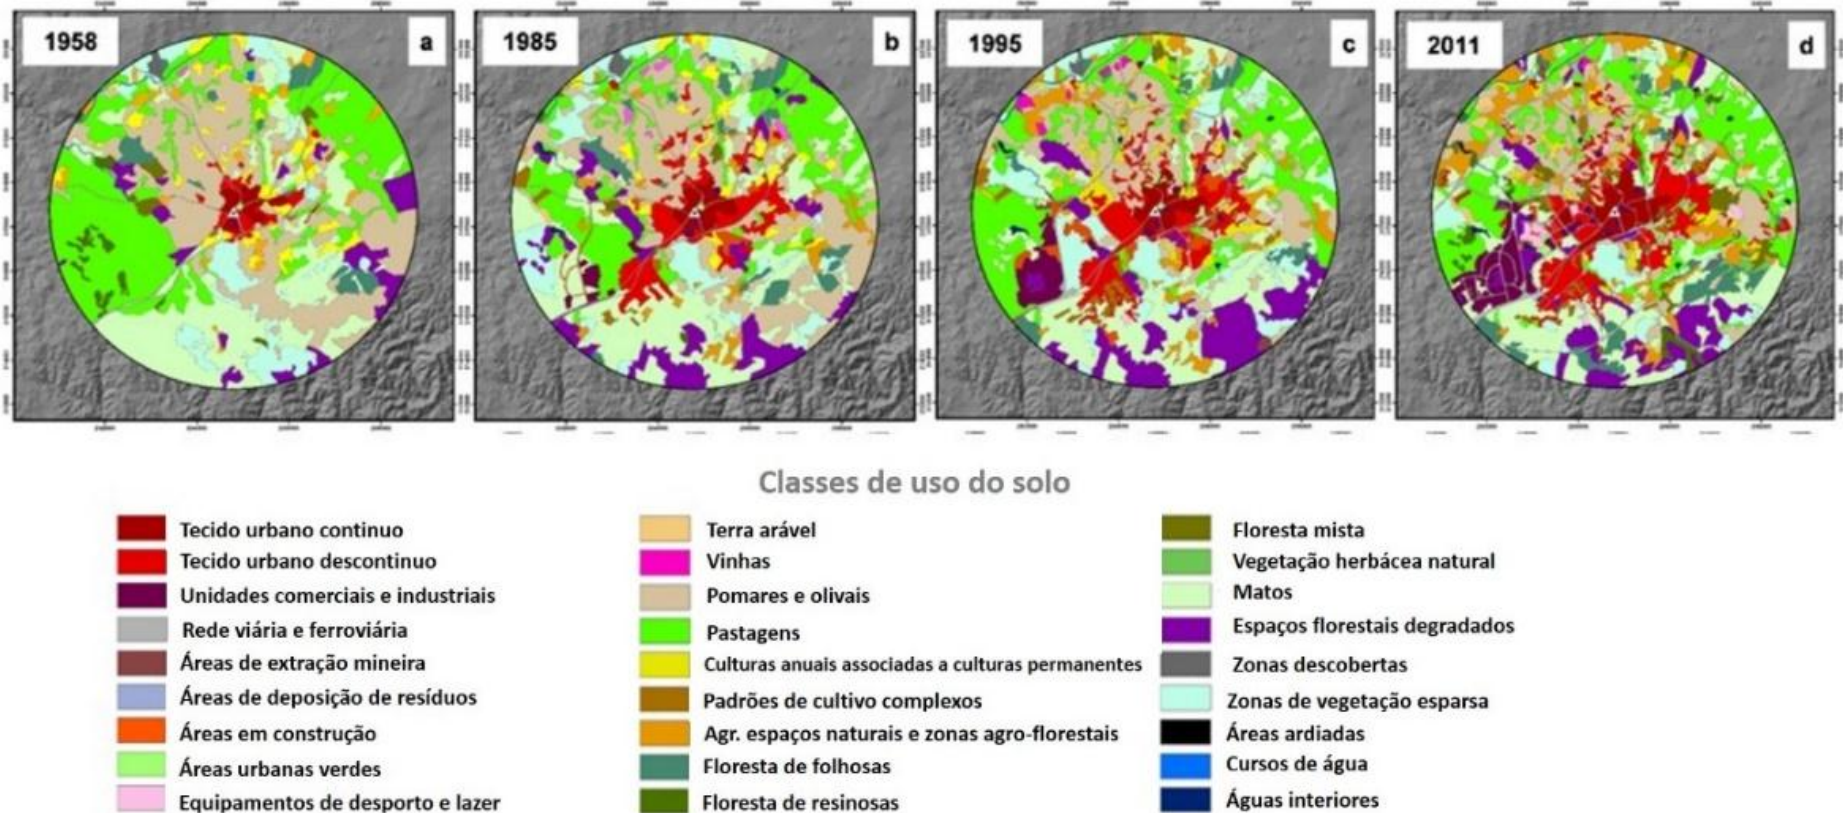 1958
a
1985
b
1995
c
2011
d
Classes de uso do solo
Tecido urbano continuo
Tecido urbano descontinuo
Unidades comerciais e industriais
Rede viária e ferroviária
Áreas de extração mineira
Áreas de deposição de resíduos
Áreas em construção
Áreas urbanas verdes
Equipamentos de desporto e lazer
Terra arável
Vinhas
Pomares e olivais
Pastagens
Culturas anuais associadas a culturas permanentes
Padrões de cultivo complexos
Agr. espaços naturais e zonas agro-florestais
Floresta de folhosas
Floresta de resinosas
Floresta mista
Vegetação herbácea natural
Matos
Espaços florestais degradados
Zonas descobertas
Zonas de vegetação esparsa
Áreas ardiadas
Cursos de água
Águas interiores